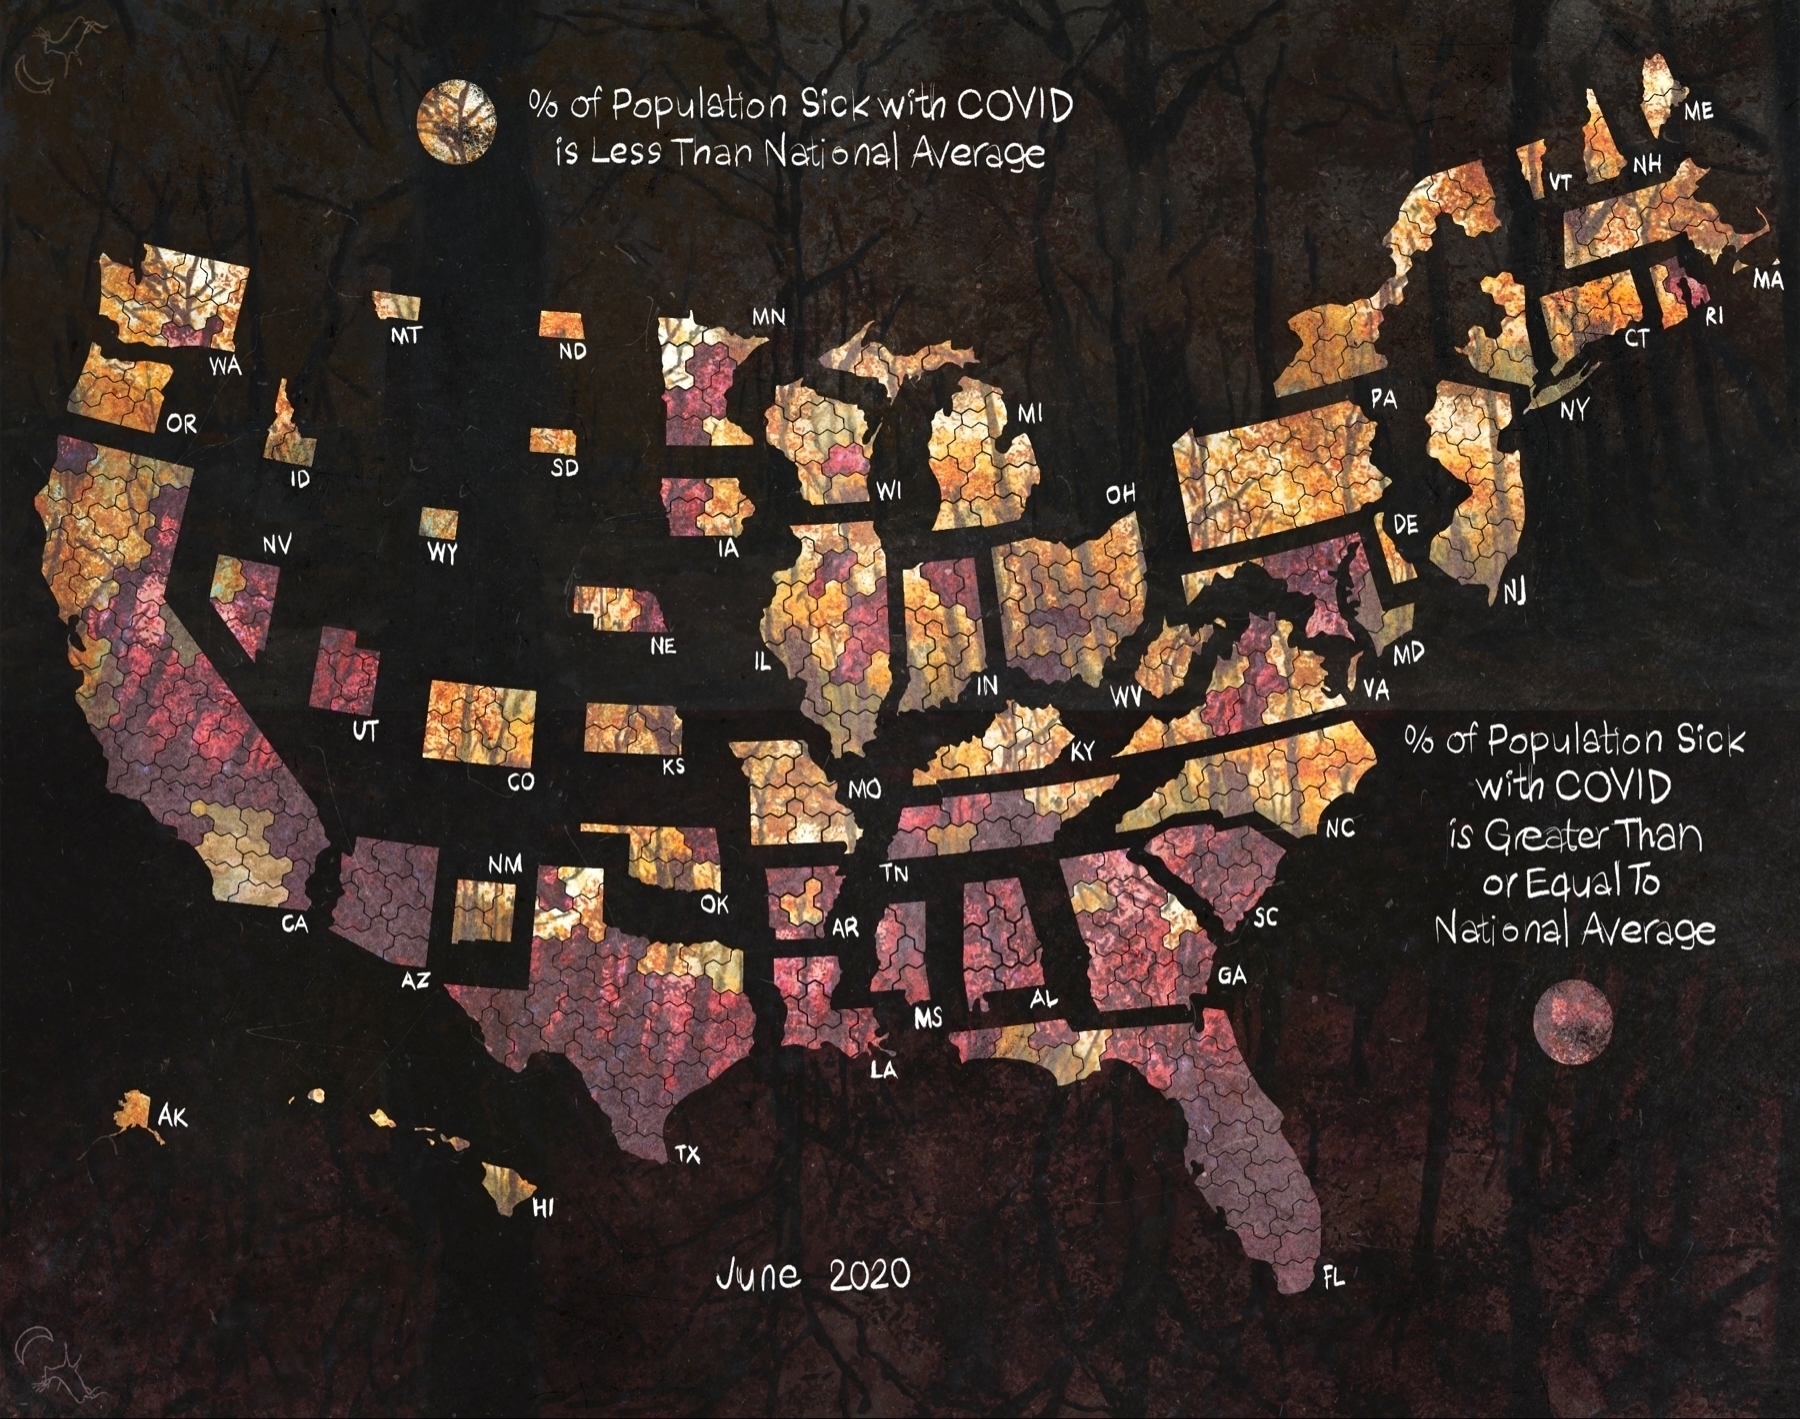 % of Population Sick with COVID
is Less Than National Average
ME
NH
VT
MA
RI
CT
NY
WA
MT
ND
MN
OR
ID
SD
WI
MI
PA
NV
WY
IA
OH
DE
NJ
NE
IL
IN
WV
MD
VA
UT
CO
KS
MO
KY
% of Population Sick
with COVID
is Greater Than
or Equal To
National Average
NC
TN
NM
OK
AR
SC
CA
AZ
MS
AL
GA
LA
AK
TX
HI
June 2020
FL